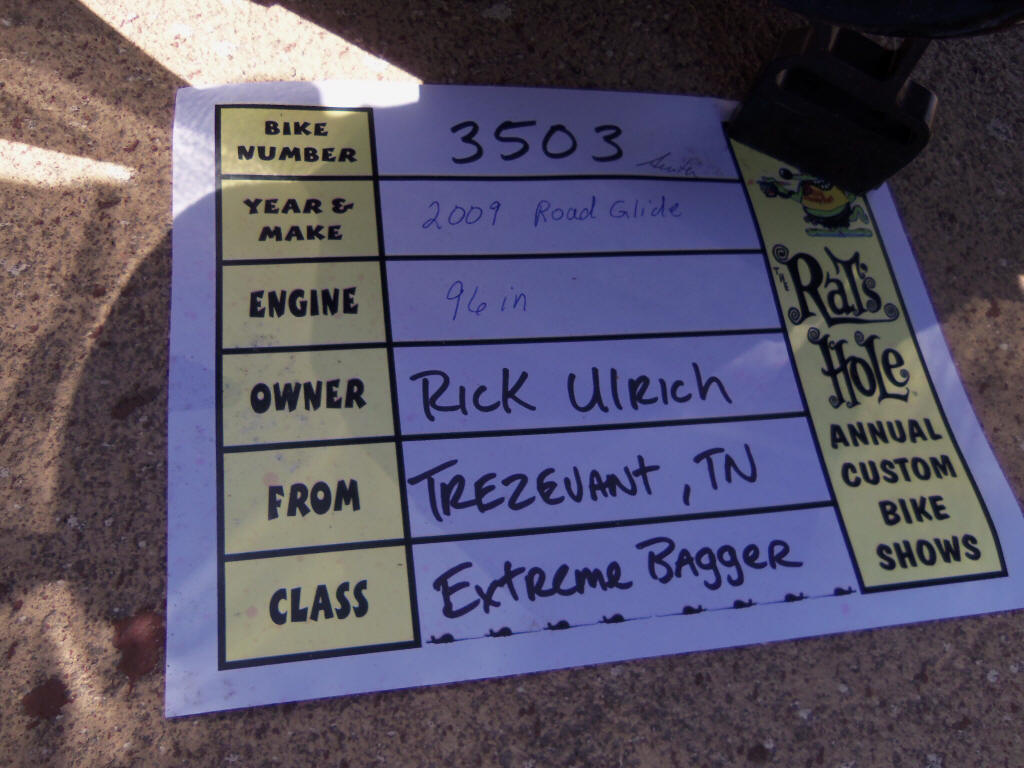 BIKE NUMBER 3503
YEAR & MAKE 2009 Road Glide
ENGINE 96 in
OWNER Rick Ulrich
FROM TREZEVANT, TN
CLASS Extreme Bagger
THE
RAT'S
HOLE
ANNUAL
CUSTOM
BIKE
SHOWS